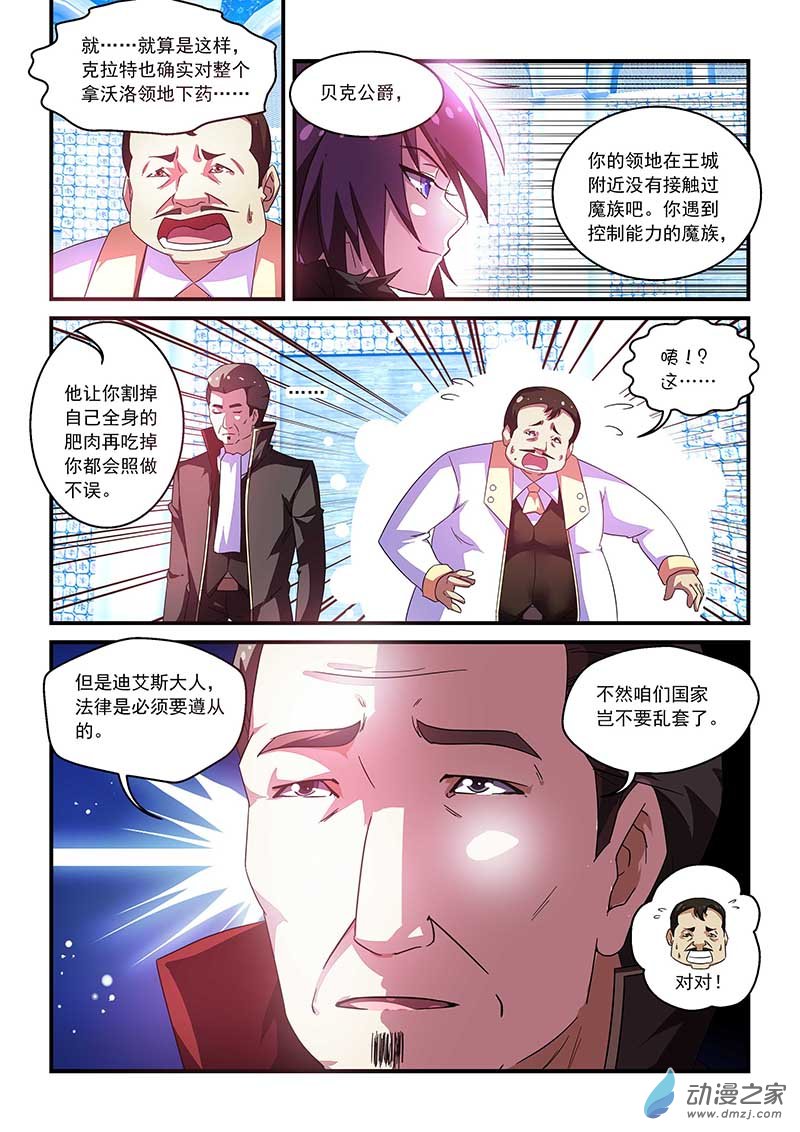 就……就算是这样，
克拉特也确实对整个
拿沃洛领地下药……
贝克公爵，
你的领地在王城
附近没有接触过
魔族吧。你遇到
控制能力的魔族，
他让你割掉
自己全身的
肥肉再吃掉
你都会照做
不误。
……
咦！？
这……
但是迪艾斯大人，
法律是必须要遵从
的。
不然咱们国家
岂不要乱套了。
对对！
动漫之家
www.dmzj.com